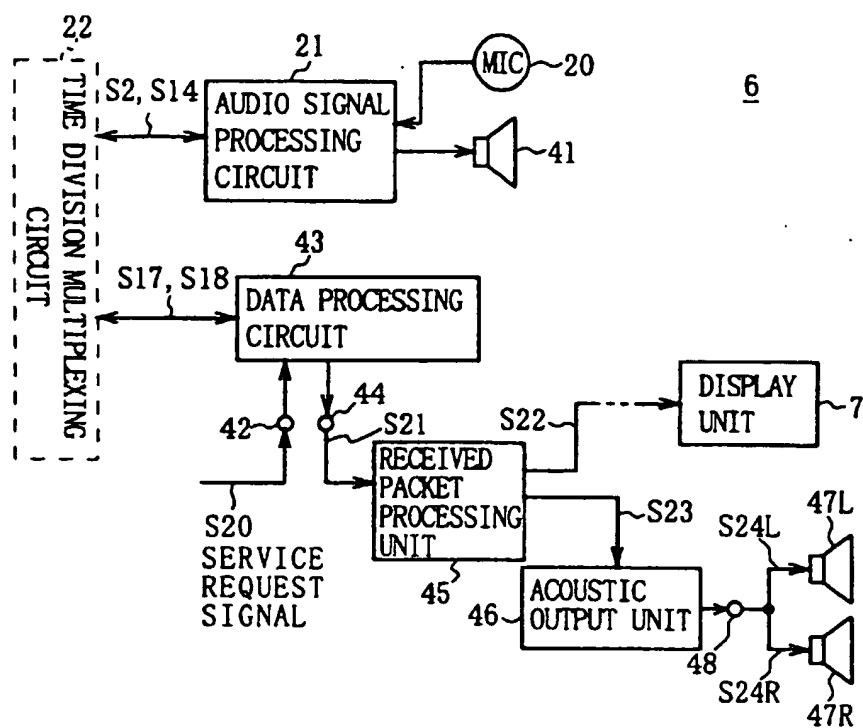 22
21
MIC
20
6
S2, S14
AUDIO SIGNAL
PROCESSING
CIRCUIT
41
TIME DIVISION MULTIPLEXING
CIRCUIT
43
S17, S18
DATA PROCESSING
CIRCUIT
42
44
S21
S22
DISPLAY
UNIT
7
RECEIVED
PACKET
PROCESSING
UNIT
45
S20
SERVICE
REQUEST
SIGNAL
S23
S24L
47L
ACOUSTIC
OUTPUT UNIT
46
48
S24R
47R